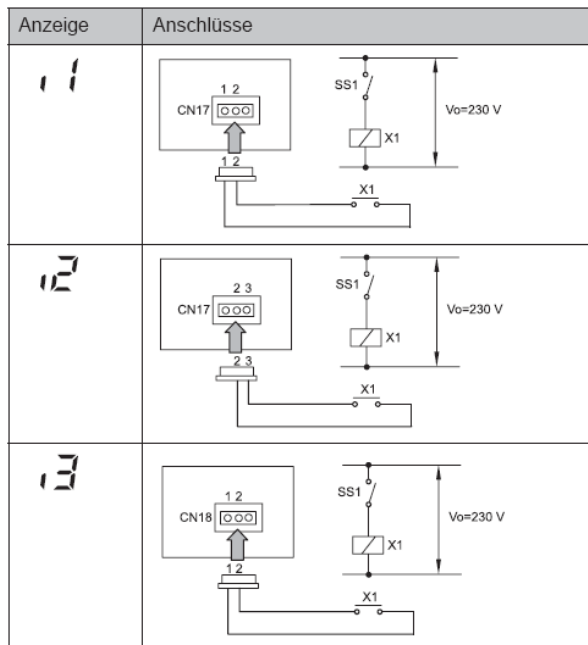 Anzeige Anschlüsse
i1
1 2
CN17
1 2
SS1
X1
Vo=230 V
X1
i2
2 3
CN17
2 3
SS1
X1
Vo=230 V
X1
i3
1 2
CN18
1 2
SS1
X1
Vo=230 V
X1